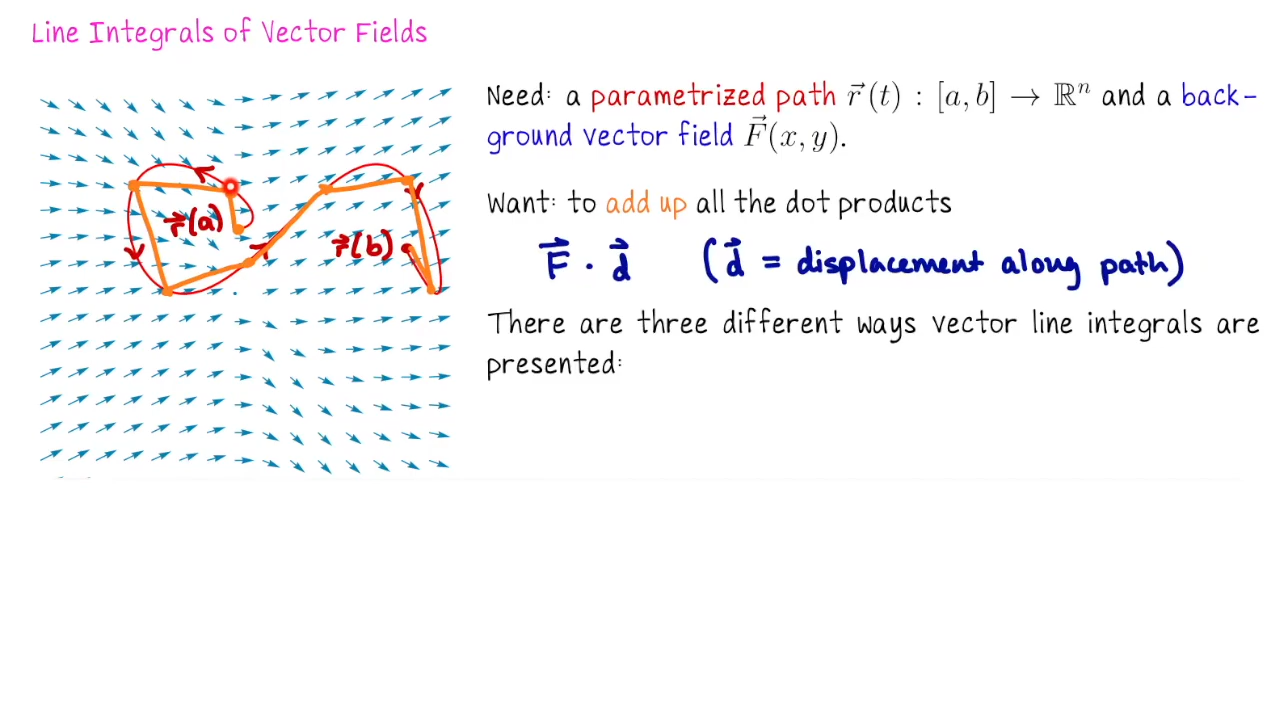 Line Integrals of Vector Fields
Need: a parametrized path r⃗(t) : [a, b] → ℝⁿ and a back-
ground vector field F⃗(x, y).
r⃗(a)
r⃗(b)
Want: to add up all the dot products
F⃗ · d⃗ (d⃗ = displacement along path)
There are three different ways vector line integrals are
presented: